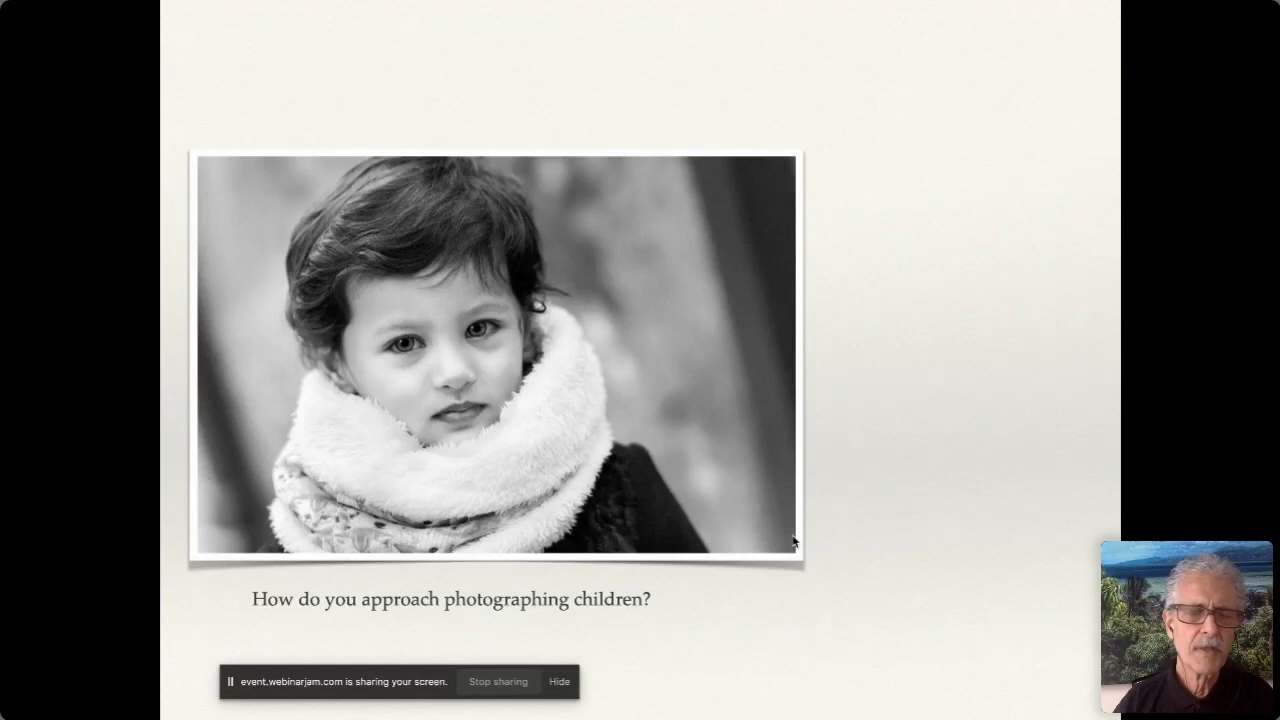 How do you approach photographing children?
event.webinarjam.com is sharing your screen. Stop sharing Hide